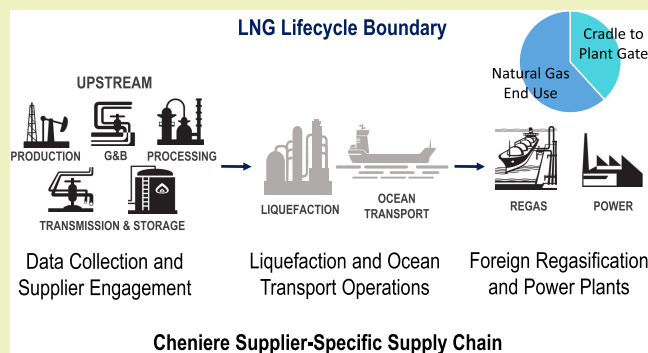 LNG Lifecycle Boundary
Cradle to
Plant Gate
Natural Gas
End Use
UPSTREAM
PRODUCTION
G&B
PROCESSING
TRANSMISSION & STORAGE
LIQUEFACTION
OCEAN
TRANSPORT
REGAS
POWER
Data Collection and
Supplier Engagement
Liquefaction and Ocean
Transport Operations
Foreign Regasification
and Power Plants
Cheniere Supplier-Specific Supply Chain